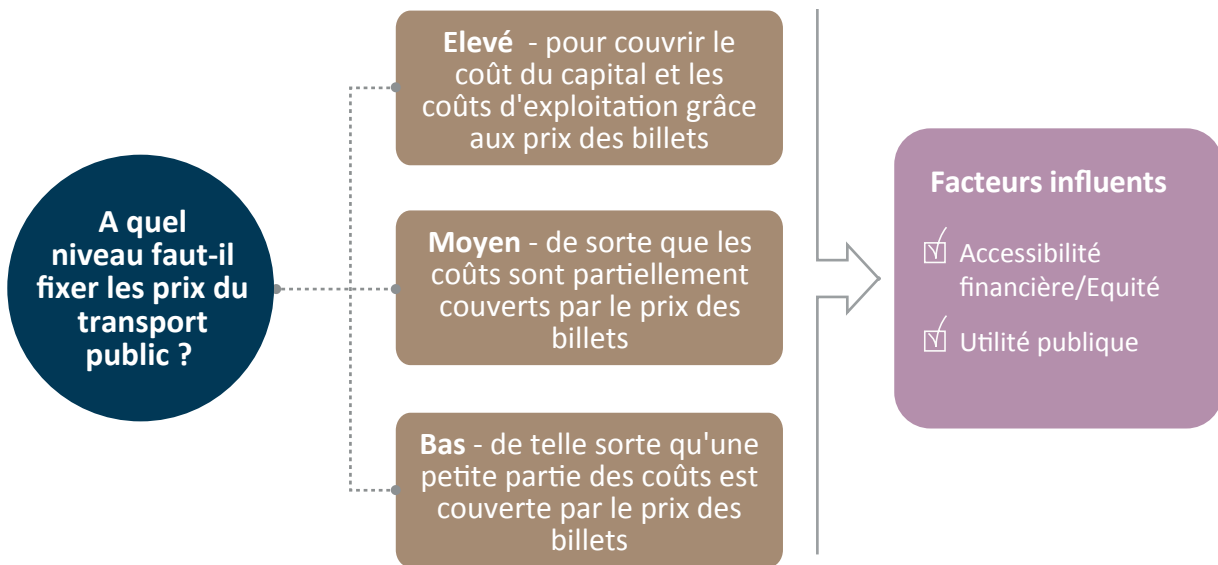 A quel
niveau faut-il
fixer les prix du
transport
public ?
Elevé - pour couvrir le
coût du capital et les
coûts d'exploitation grâce
aux prix des billets
Moyen - de sorte que les
coûts sont partiellement
couverts par le prix des
billets
Bas - de telle sorte qu'une
petite partie des coûts est
couverte par le prix des
billets
Facteurs influents
Accessibilité
financière/Equité
Utilité publique